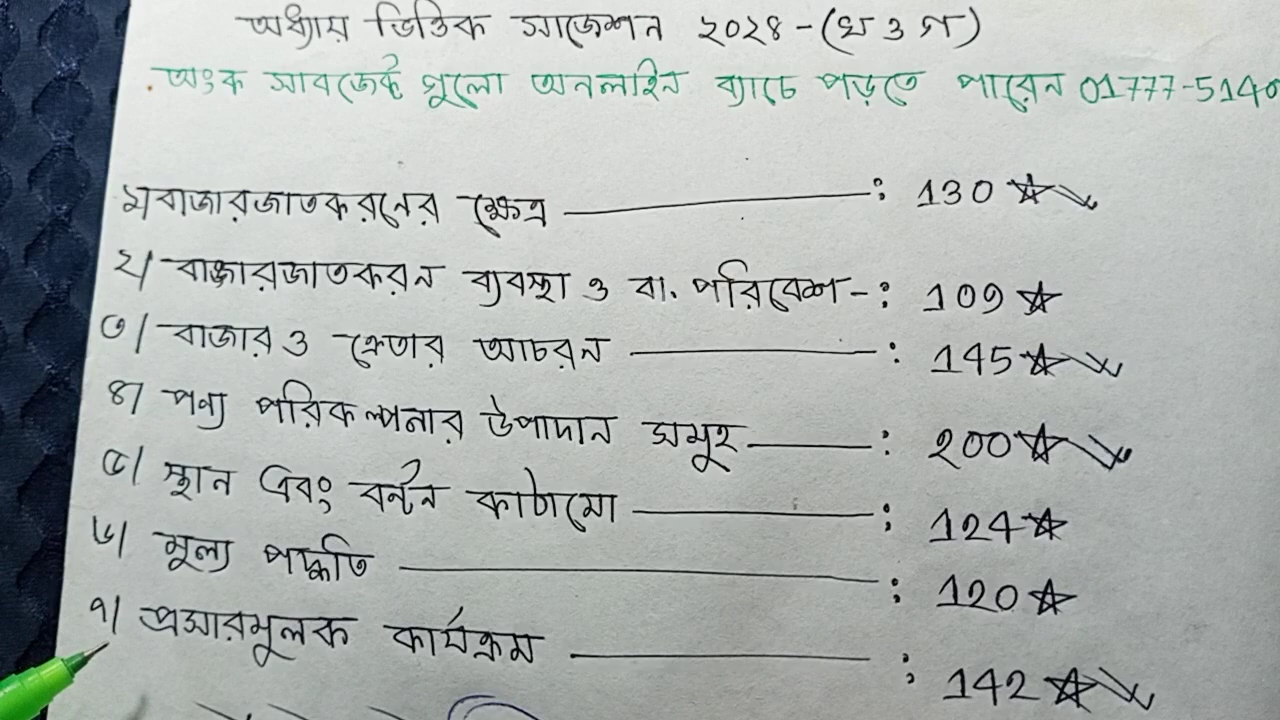 অধ্যায় ভিত্তিক সাজেশন ২০২৪-(খ ও গ)
অংক সাবজেক্ট গুলো অনলাইন ব্যাচে পড়তে পারেন 01777-5140
১/ বাজারজাতকরনের ক্ষেত্র : 130
২/ বাজারজাতকরন ব্যবস্থা ও বা. পরিবেশ-: 109
৩/ বাজার ও ক্রেতার আচরন : 145
৪/ পণ্য পরিকল্পনার উপাদান সমূহ : 200
৫/ স্থান এবং বন্টন কাঠামো : 124
৬/ মূল্য পদ্ধতি : 120
৭/ প্রসারমূলক কার্যক্রম : 142